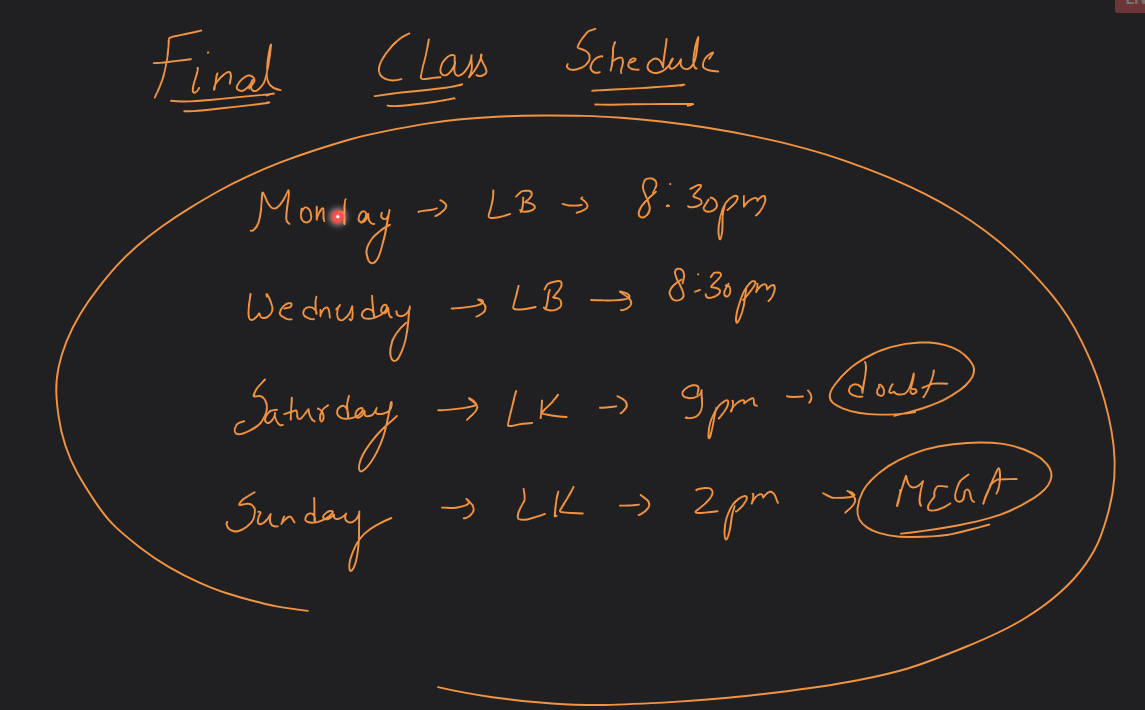 Final CLass Schedule
Monday → LB → 8:30pm
Wednesday → LB → 8:30pm
Saturday → LK → 9pm → doubt
Sunday → LK → 2pm → MEGA